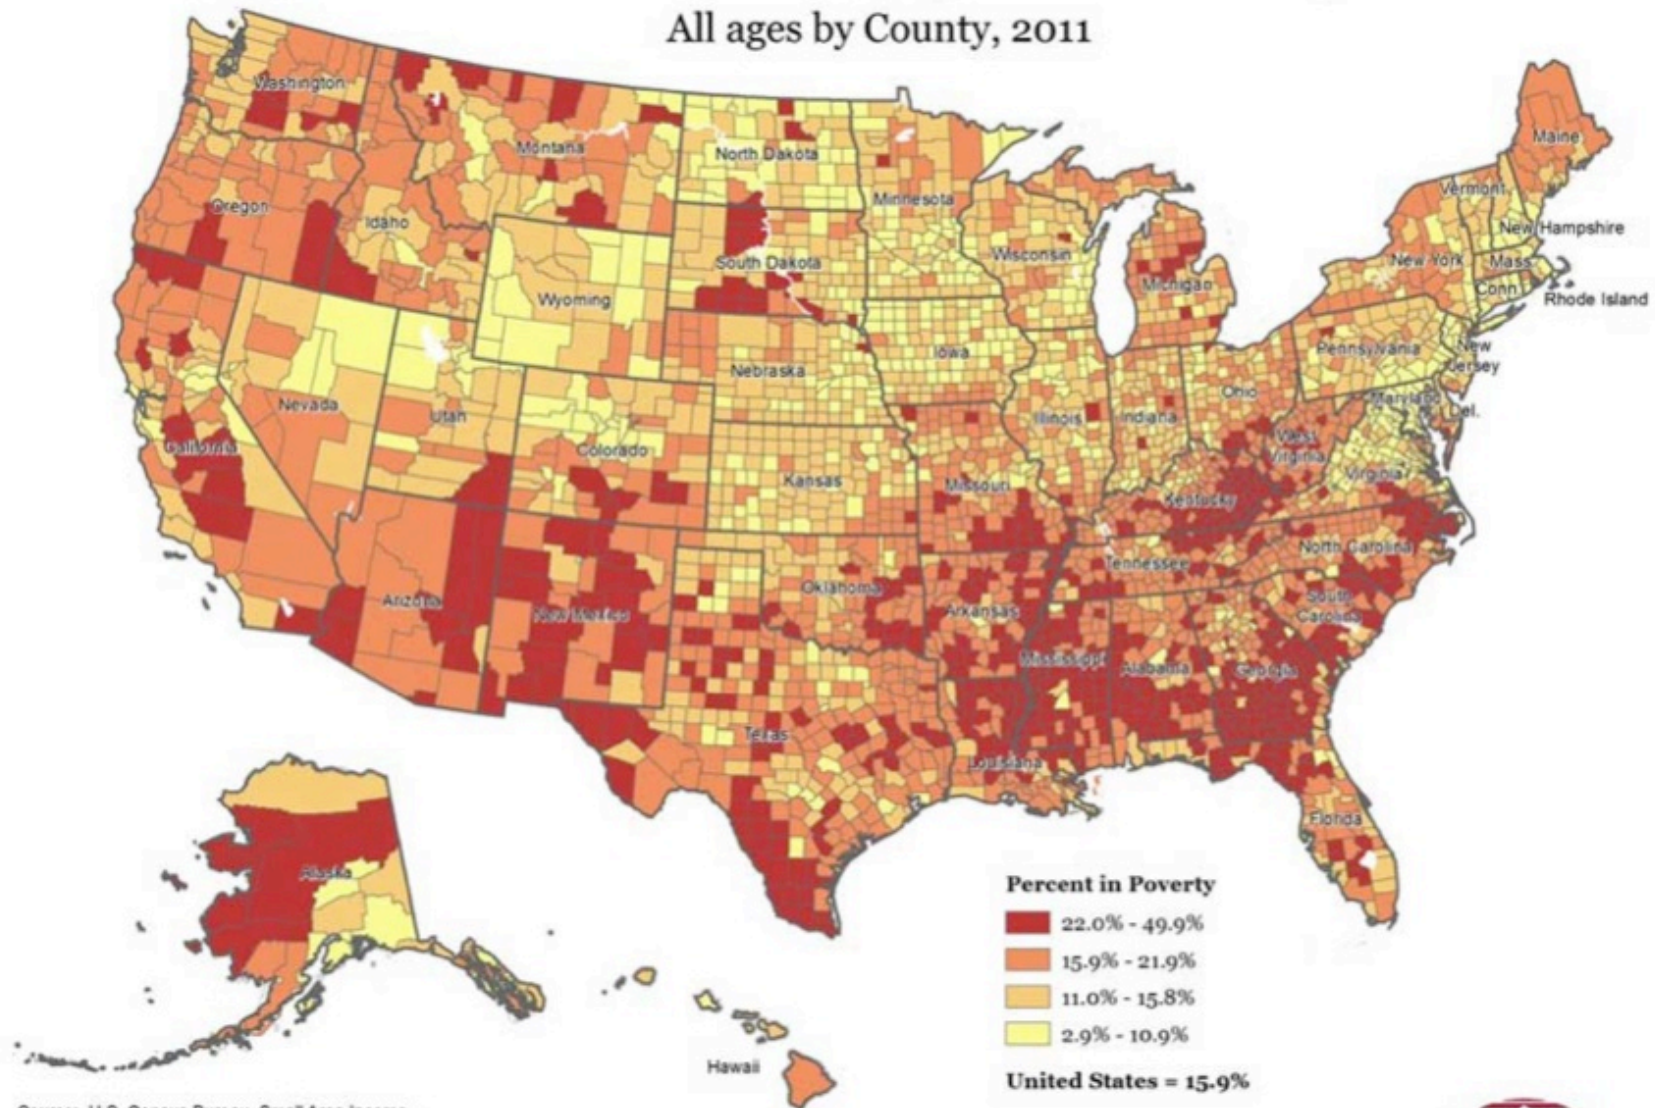 All ages by County, 2011
Washington
Montana
North Dakota
Minnesota
Maine
Vermont
New Hampshire
Oregon
Idaho
South Dakota
Wisconsin
Michigan
New York
Mass
Conn
Rhode Island
Wyoming
Iowa
Pennsylvania
New
Jersey
Nebraska
Nevada
Utah
Illinois
Indiana
Ohio
Maryland
Del.
California
Colorado
Kansas
Missouri
Kentucky
West
Virginia
Virginia
North Carolina
Tennessee
Arizona
New Mexico
Oklahoma
Arkansas
South
Carolina
Mississippi
Alabama
Georgia
Texas
Louisiana
Florida
Alaska
Hawaii
Percent in Poverty
22.0% - 49.9%
15.9% - 21.9%
11.0% - 15.8%
2.9% - 10.9%
United States = 15.9%